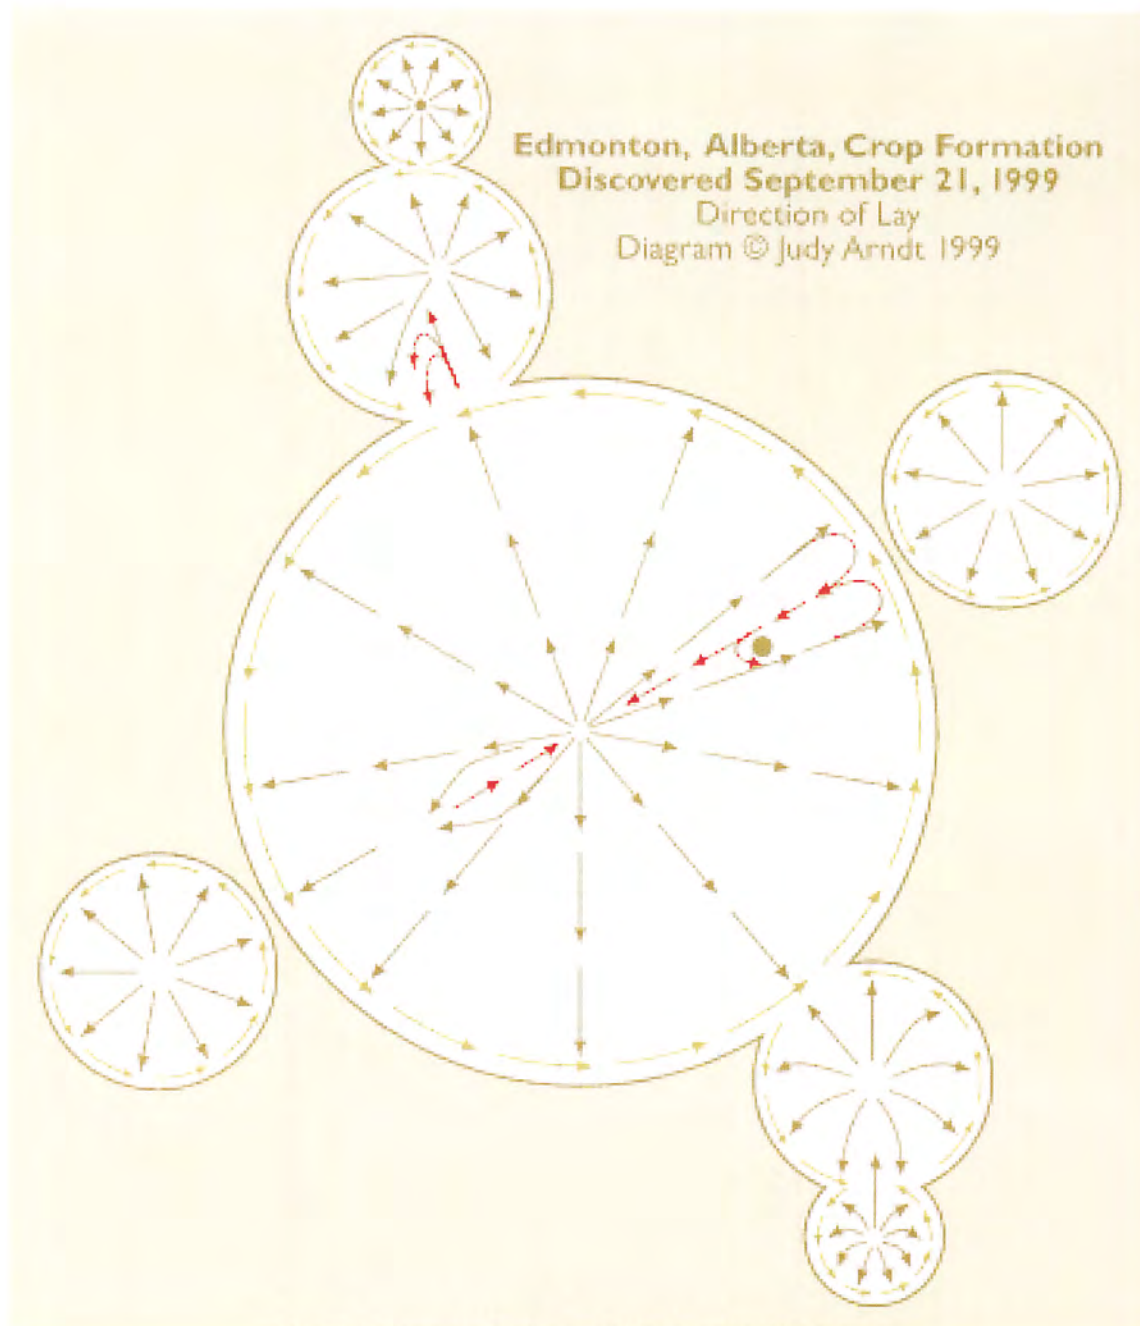 Edmonton, Alberta, Crop Formation
Discovered September 21, 1999
Direction of Lay
Diagram © Judy Arndt 1999